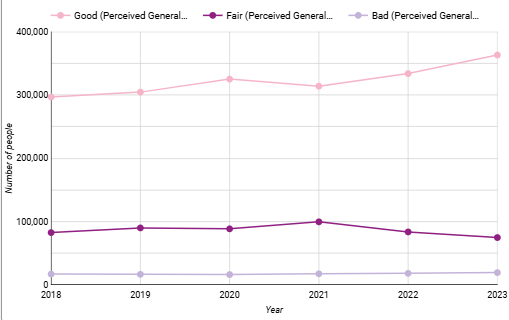 Good (Perceived General... Fair (Perceived General... Bad (Perceived General...
400,000
300,000
200,000
100,000
0
Number of people
2018 2019 2020 2021 2022 2023
Year